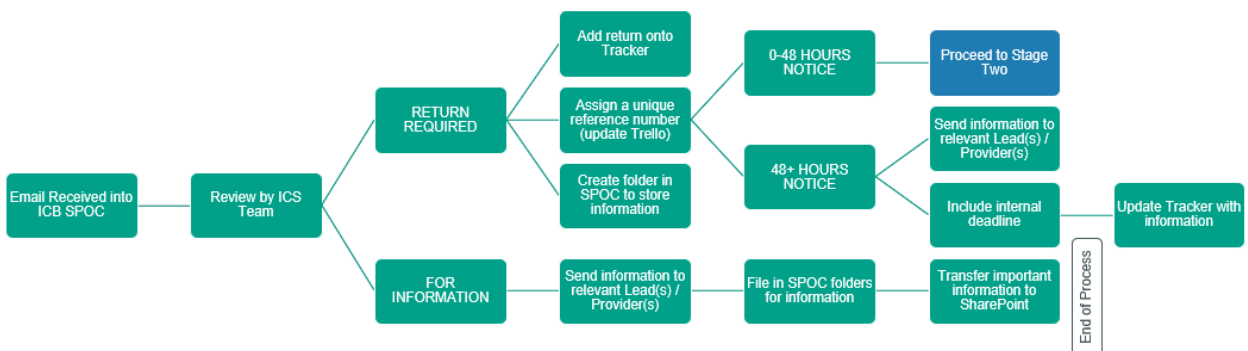 Email Received into
ICB SPOC
Review by ICS
Team
RETURN
REQUIRED
Add return onto
Tracker
Assign a unique
reference number
(update Trello)
Create folder in
SPOC to store
information
0-48 HOURS
NOTICE
Proceed to Stage
Two
48+ HOURS
NOTICE
Send information to
relevant Lead(s) /
Provider(s)
Include internal
deadline
Update Tracker with
information
FOR
INFORMATION
Send information to
relevant Lead(s) /
Provider(s)
File in SPOC folders
for information
Transfer important
information to
SharePoint
End of Process